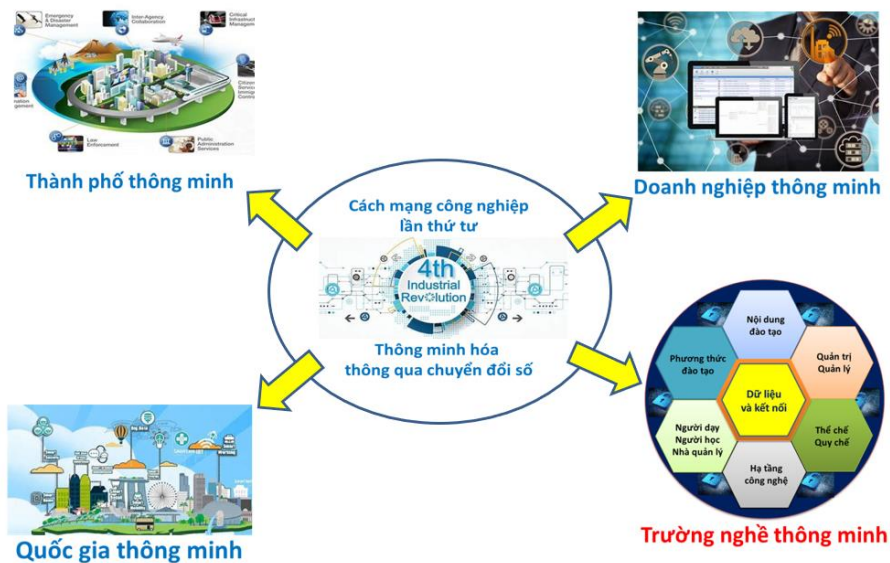 Emergency
& Disaster
Management
Inter-Agency
Collaboration
Critical
Law
Enforcement
Public
Administration
Services
Thành phố thông minh
Doanh nghiệp thông minh
Cách mạng công nghiệp
lần thứ tư
4th
Industrial
Revolution
Thông minh hóa
thông qua chuyển đổi số
Nội dung
đào tạo
Phương thức
đào tạo
Quản trị
Quản lý
Dữ liệu
và kết nối
Người dạy
Người học
Nhà quản lý
Thể chế
Quy chế
Hạ tầng
công nghệ
Big Data
Quốc gia thông minh
Trường nghề thông minh